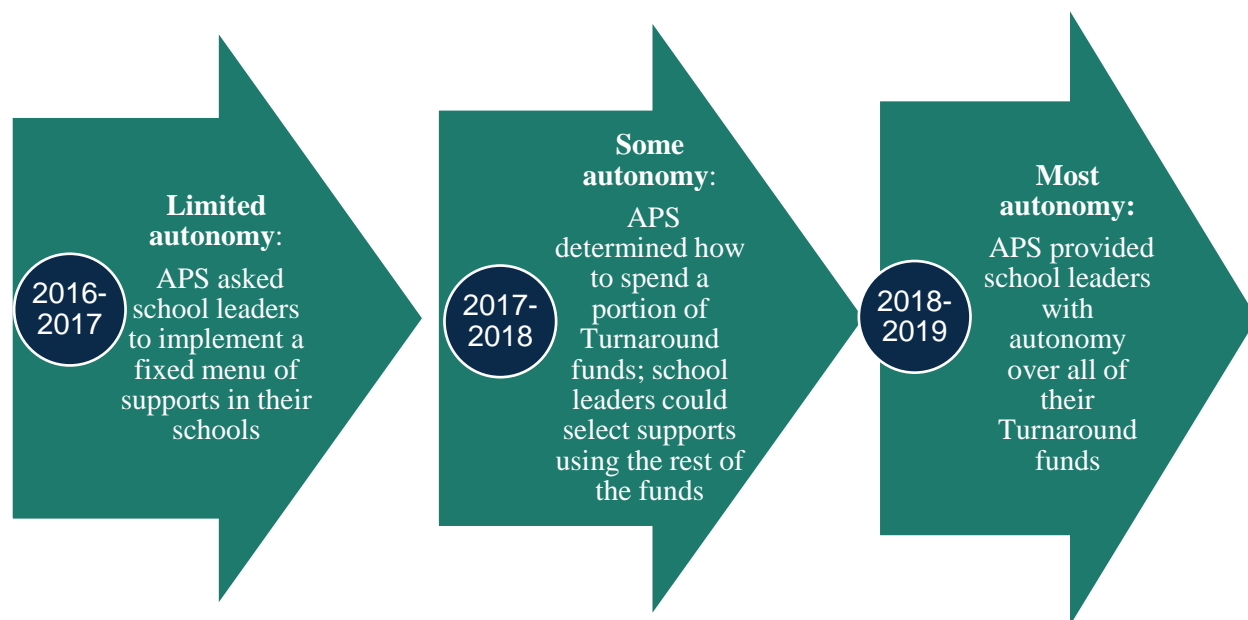 2016-
2017
Limited
autonomy:
APS asked
school leaders
to implement a
fixed menu of
supports in their
schools
2017-
2018
Some
autonomy:
APS
determined how
to spend a
portion of
Turnaround
funds; school
leaders could
select supports
using the rest of
the funds
2018-
2019
Most
autonomy:
APS provided
school leaders
with
autonomy
over all of
their
Turnaround
funds